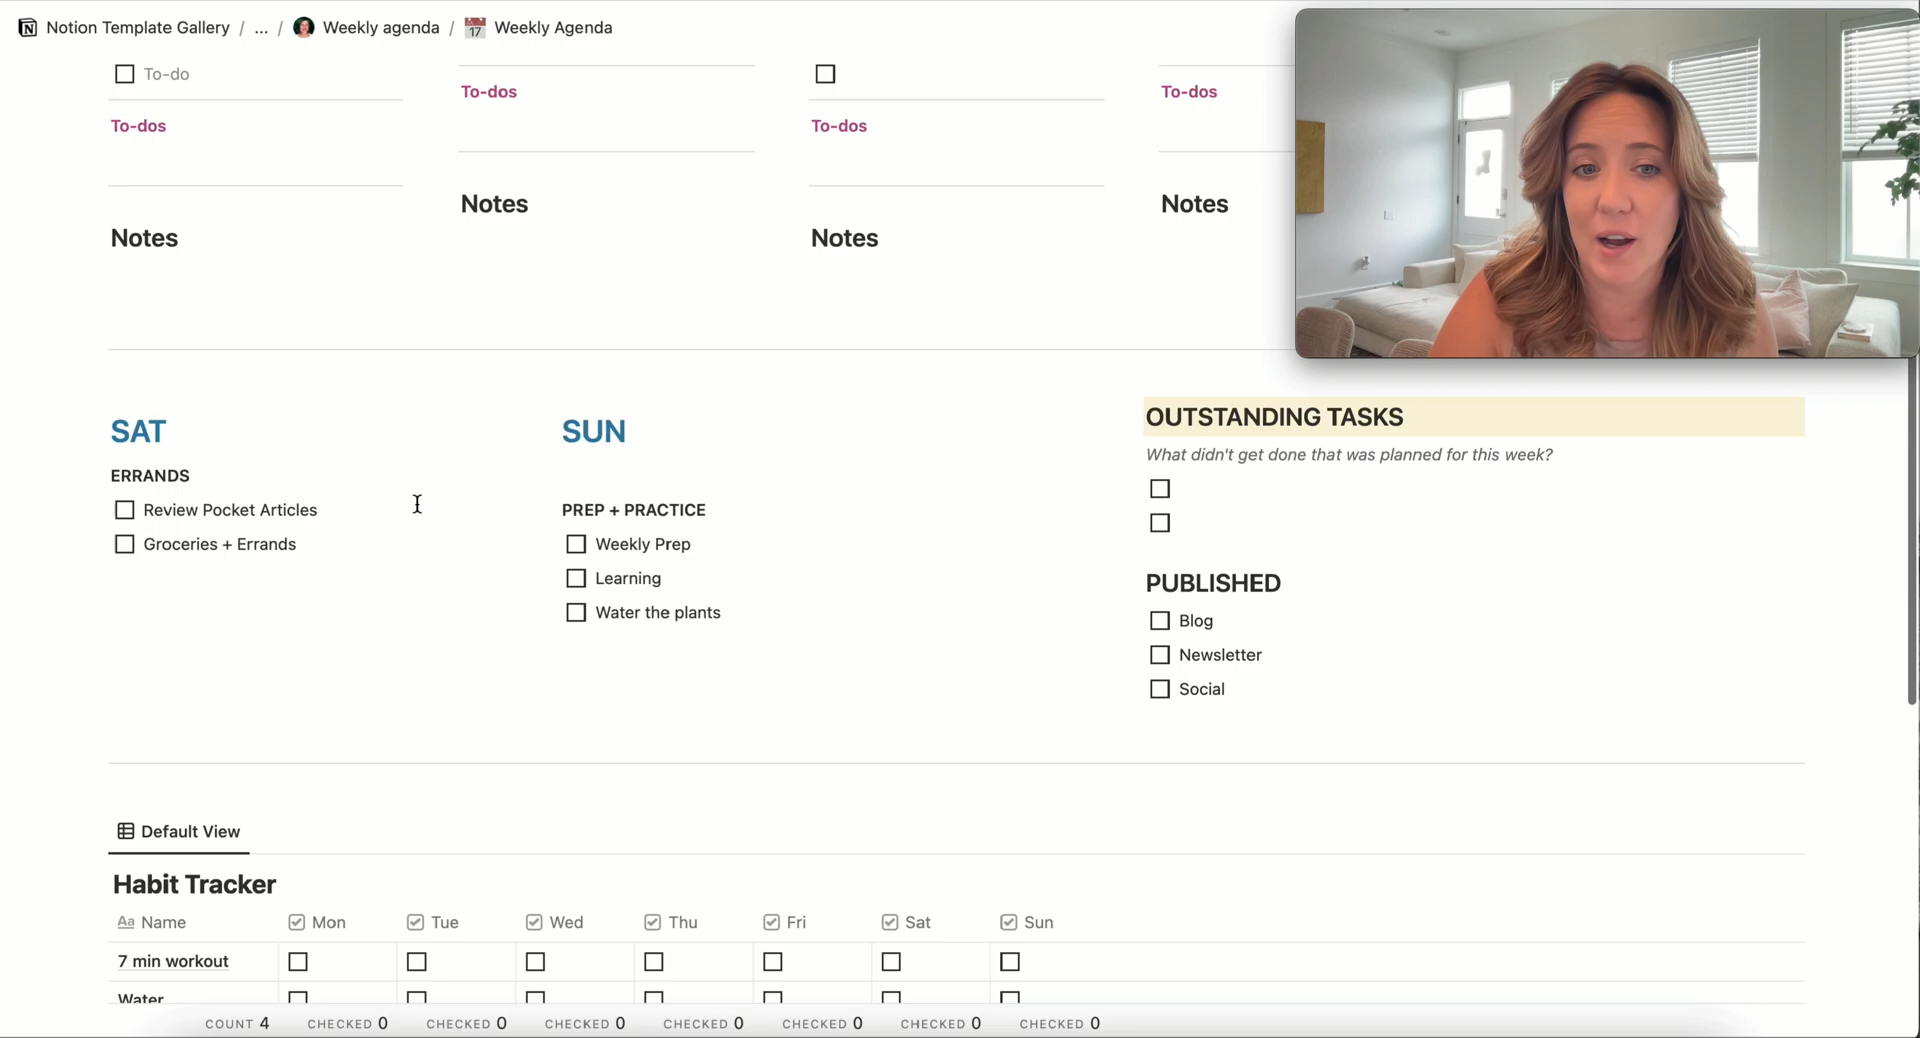 Notion Template Gallery / ... / Weekly agenda / 17 Weekly Agenda
To-do
To-dos
To-dos
To-dos
To-dos
Notes
Notes
Notes
Notes
SAT
ERRANDS
Review Pocket Articles
Groceries + Errands
SUN
PREP + PRACTICE
Weekly Prep
Learning
Water the plants
OUTSTANDING TASKS
What didn't get done that was planned for this week?
PUBLISHED
Blog
Newsletter
Social
Default View
Habit Tracker
Aa Name Mon Tue Wed Thu Fri Sat Sun
7 min workout
Water
COUNT 4 CHECKED 0 CHECKED 0 CHECKED 0 CHECKED 0 CHECKED 0 CHECKED 0 CHECKED 0